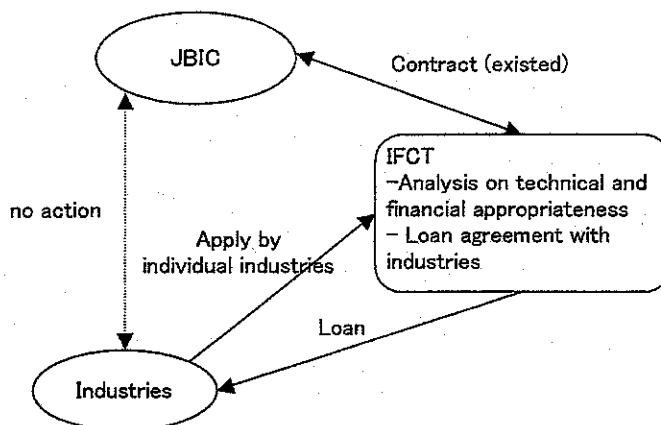 JBIC
Contract (existed)
IFCT
-Analysis on technical and
financial appropriateness
- Loan agreement with
industries
no action
Apply by
individual industries
Loan
Industries